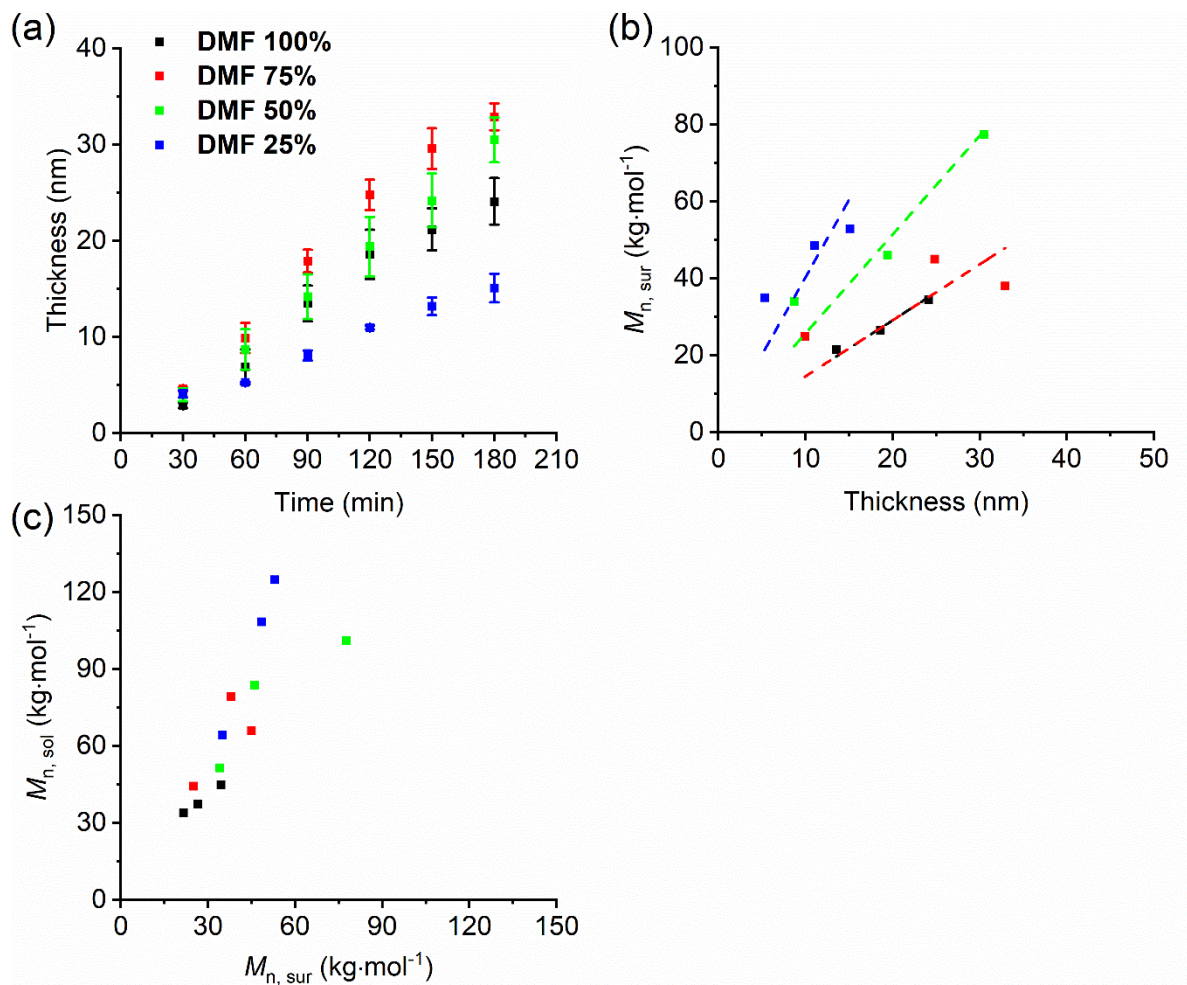 (a)
DMF 100%
DMF 75%
DMF 50%
DMF 25%
40
30
20
10
0
Thickness (nm)
0 30 60 90 120 150 180 210
Time (min)
(b)
100
80
60
40
20
0
Mn, sur (kg·mol-1)
0 10 20 30 40 50
Thickness (nm)
(c)
150
120
90
60
30
0
Mn, sol (kg·mol-1)
0 30 60 90 120 150
Mn, sur (kg·mol-1)